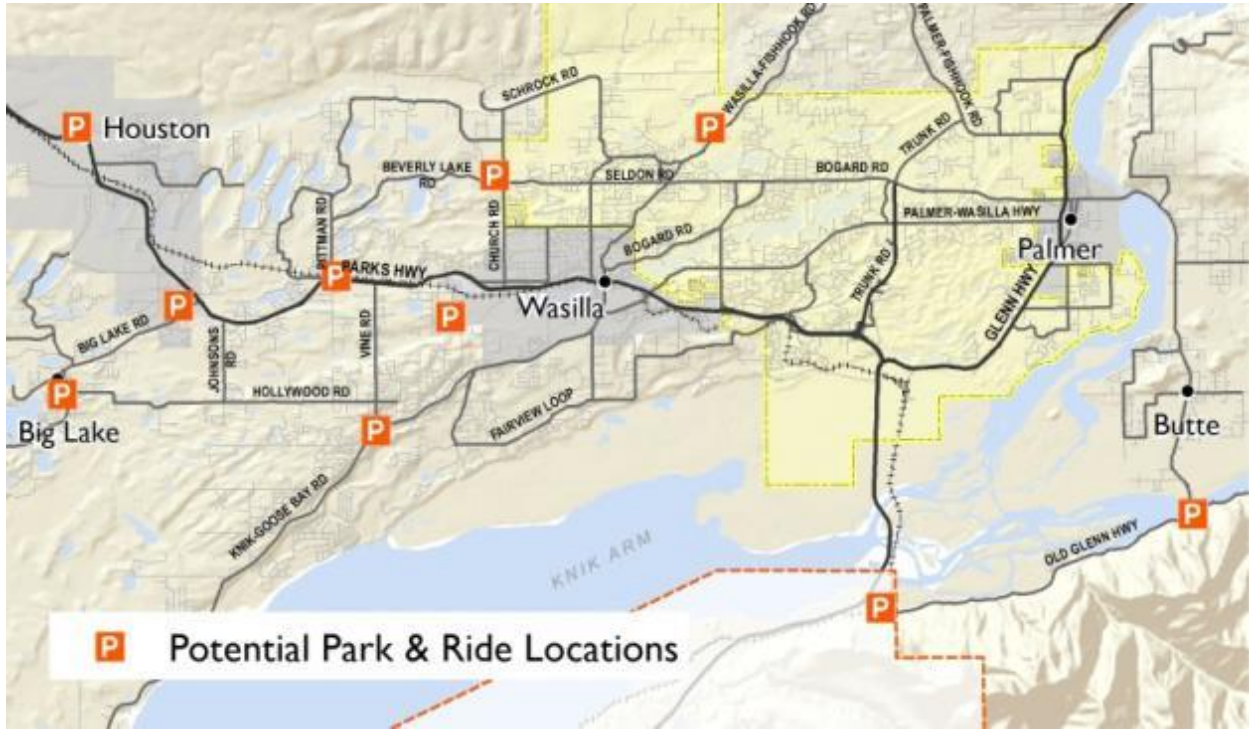 SCHROCK RD
WASILLA-FISHHOOK RD
PALMER-FISHHOOK RD
P
Houston
P
TRUNK RD
BEVERLY LAKE
RD
P
SELDON RD
BOGARD RD
PITTMAN RD
CHURCH RD
BOGARD RD
PALMER-WASILLA HWY
Palmer
P
PARKS HWY
TRUNK RD
GLENN HWY
P
P
Wasilla
BIG LAKE RD
JOHNSONS
RD
VINE RD
P
HOLLYWOOD RD
FAIRVIEW LOOP
Big Lake
P
Butte
KNIK-GOOSE BAY RD
P
KNIK ARM
OLD GLENN HWY
P
P
Potential Park & Ride Locations